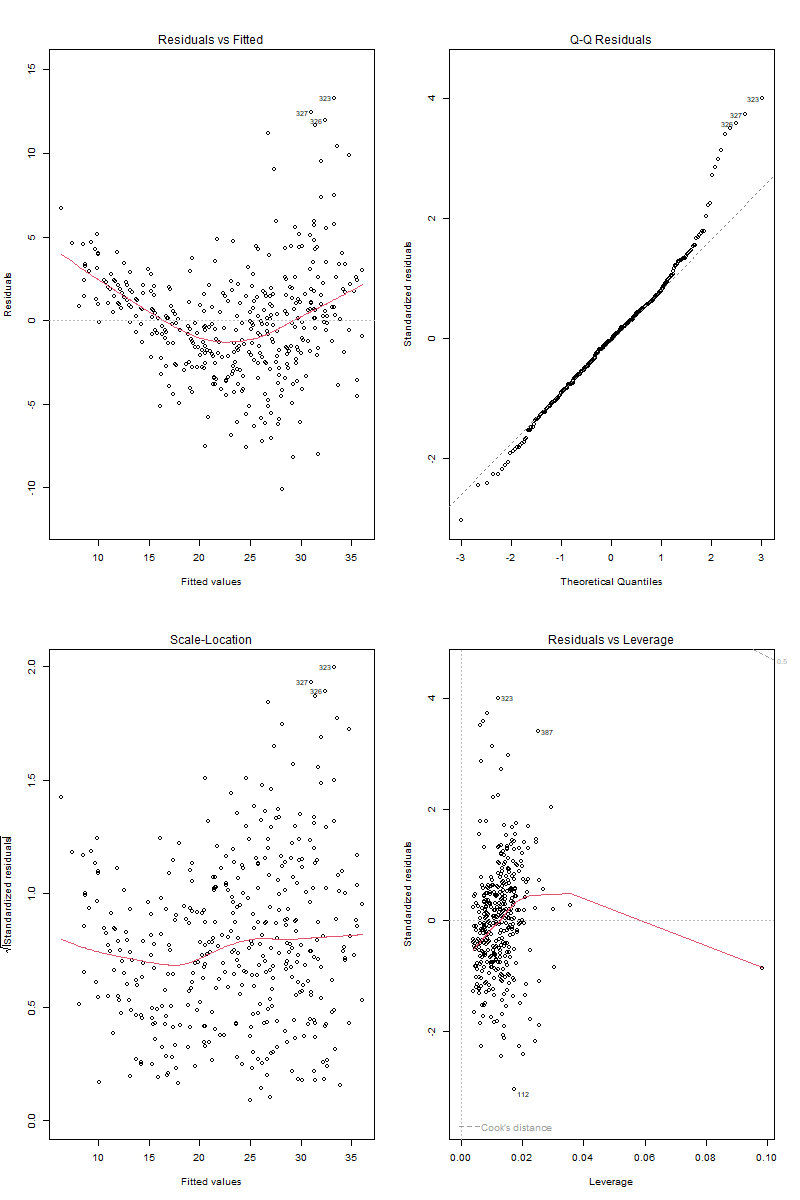 Residuals vs Fitted
15
10
5
0
-5
-10
Residuals
323
327
326
10 15 20 25 30 35
Fitted values
Q-Q Residuals
4
2
0
-2
Standardized residuals
323
327
326
-3 -2 -1 0 1 2 3
Theoretical Quantiles
Scale-Location
2.0
1.5
1.0
0.5
0.0
√|Standardized residuals|
323
327
326
10 15 20 25 30 35
Fitted values
Residuals vs Leverage
0.5
4
2
0
-2
Standardized residuals
323
387
112
Cook's distance
0.00 0.02 0.04 0.06 0.08 0.10
Leverage